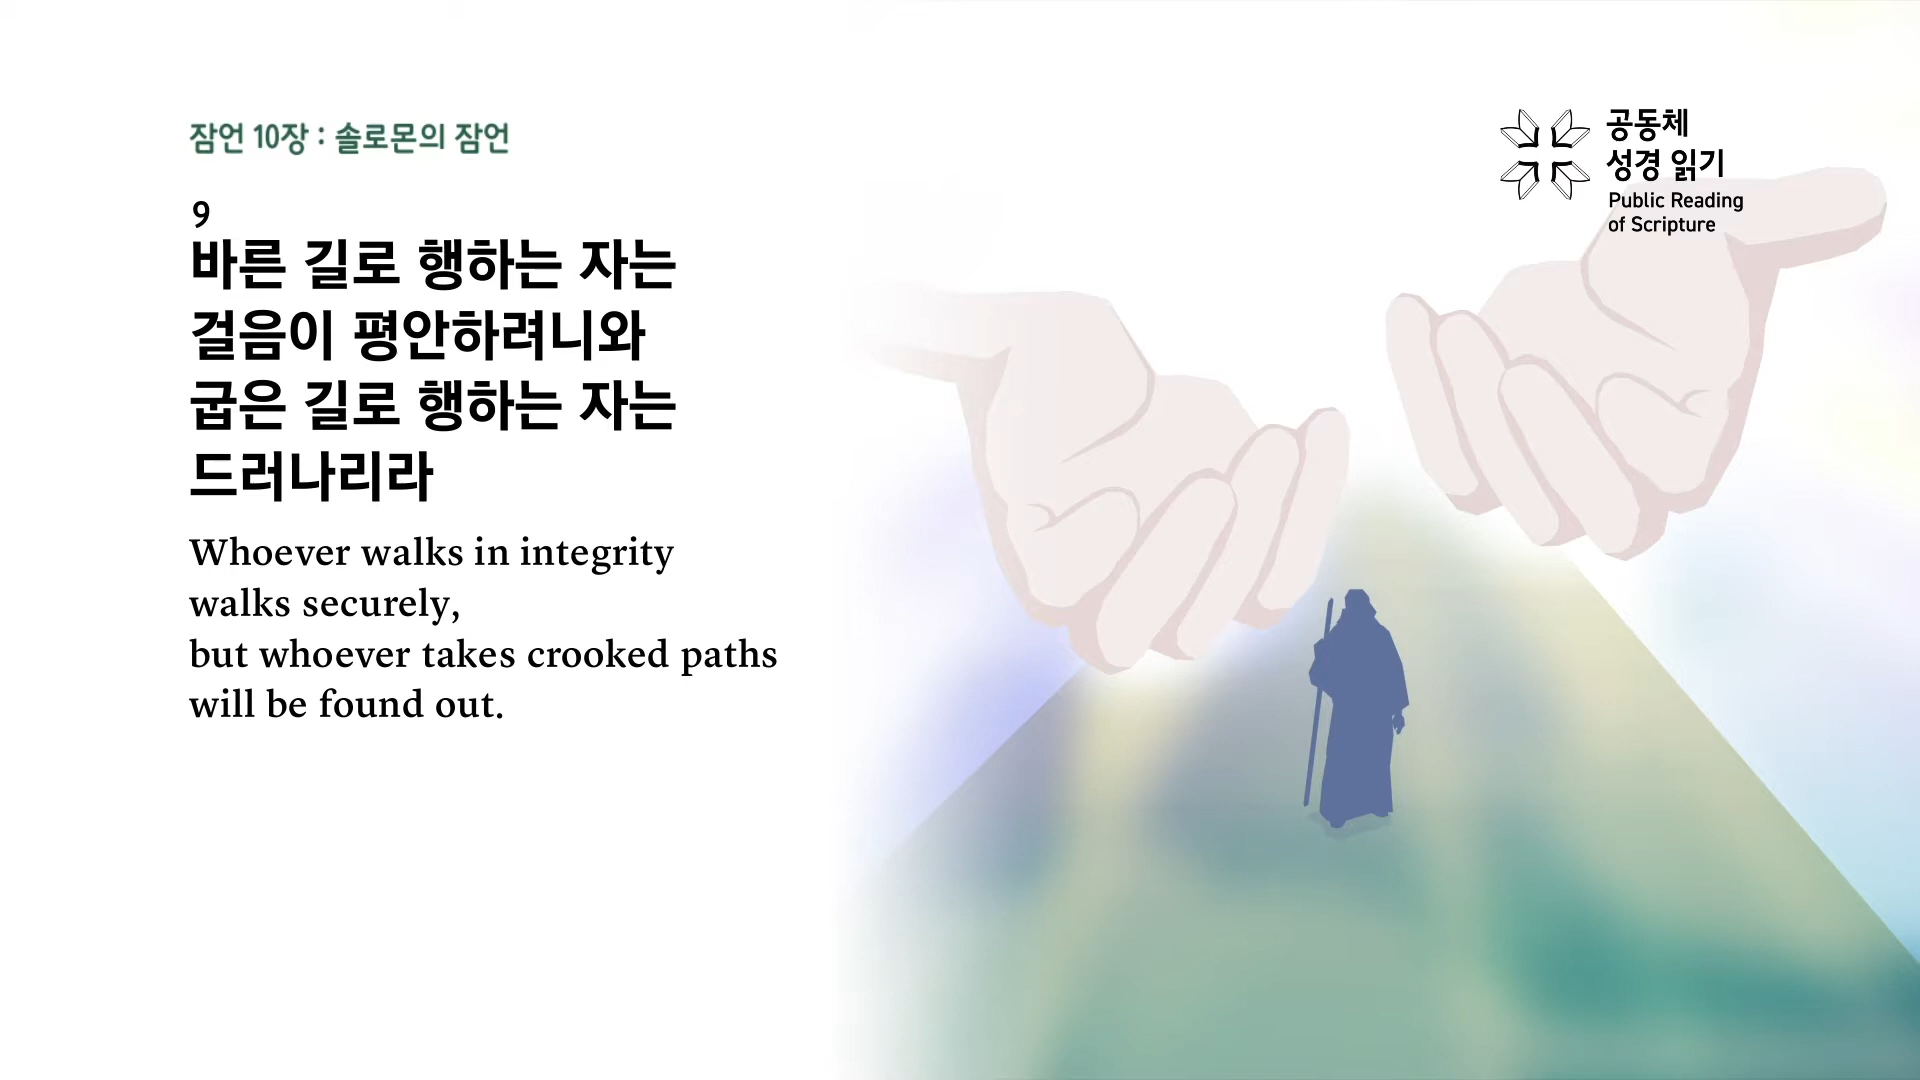 잠언 10장 : 솔로몬의 잠언
9
바른 길로 행하는 자는
걸음이 평안하려니와
굽은 길로 행하는 자는
드러나리라
Whoever walks in integrity
walks securely,
but whoever takes crooked paths
will be found out.
공동체
성경 읽기
Public Reading
of Scripture